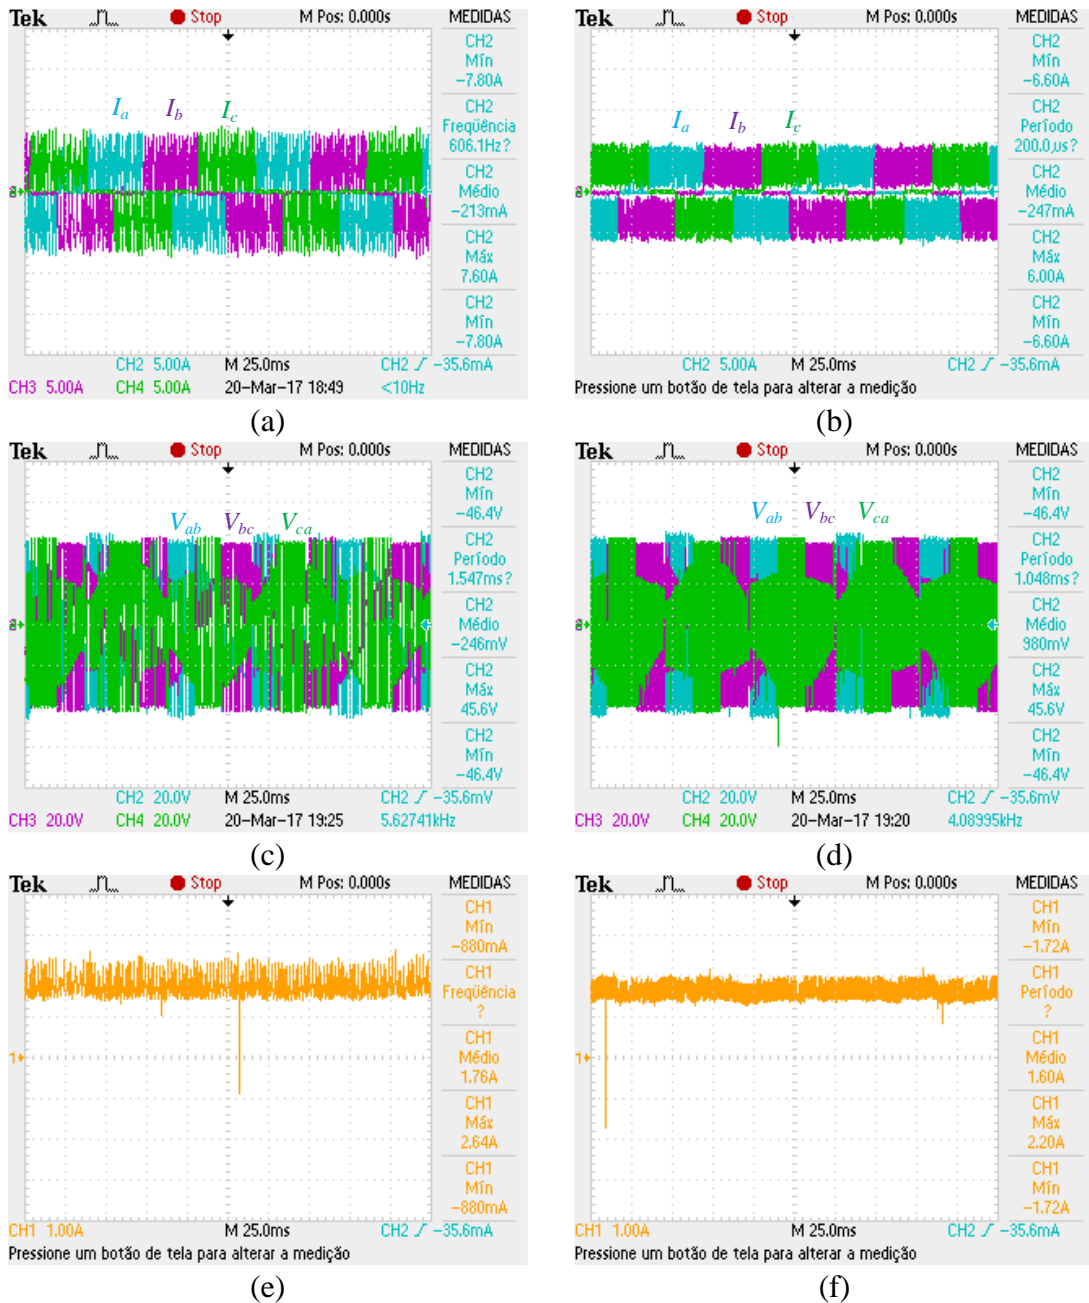 Tek Stop M Pos: 0.000s MEDIDAS
CH2
Mín
-7.80A
CH2
Freqüência
606.1Hz?
CH2
Médio
-213mA
CH2
Máx
7.60A
CH2
Mín
-7.80A
Ia Ib Ic
2
CH2 5.00A M 25.0ms CH2 -35.6mA
CH3 5.00A CH4 5.00A 20-Mar-17 18:49 <10Hz
(a)
Tek Stop M Pos: 0.000s MEDIDAS
CH2
Mín
-6.60A
CH2
Período
200.0µs?
CH2
Médio
-247mA
CH2
Máx
6.00A
CH2
Mín
-6.60A
Ia Ib Ic
2
CH2 5.00A M 25.0ms CH2 -35.6mA
Pressione um botão de tela para alterar a medição
(b)
Tek Stop M Pos: 0.000s MEDIDAS
CH2
Mín
-46.4V
CH2
Período
1.547ms?
CH2
Médio
-246mV
CH2
Máx
45.6V
CH2
Mín
-46.4V
Vab Vbc Vca
2
CH2 20.0V M 25.0ms CH2 -35.6mV
CH3 20.0V CH4 20.0V 20-Mar-17 19:25 5.62741kHz
(c)
Tek Stop M Pos: 0.000s MEDIDAS
CH2
Mín
-46.4V
CH2
Período
1.048ms?
CH2
Médio
980mV
CH2
Máx
45.6V
CH2
Mín
-46.4V
Vab Vbc Vca
2
CH2 20.0V M 25.0ms CH2 -35.6mV
CH3 20.0V CH4 20.0V 20-Mar-17 19:20 4.08995kHz
(d)
Tek Stop M Pos: 0.000s MEDIDAS
CH1
Mín
-880mA
CH1
Freqüência
?
CH1
Médio
1.76A
CH1
Máx
2.64A
CH1
Mín
-880mA
1
CH1 1.00A M 25.0ms CH2 -35.6mA
Pressione um botão de tela para alterar a medição
(e)
Tek Stop M Pos: 0.000s MEDIDAS
CH1
Mín
-1.72A
CH1
Período
?
CH1
Médio
1.60A
CH1
Máx
2.20A
CH1
Mín
-1.72A
1
CH1 1.00A M 25.0ms CH2 -35.6mA
Pressione um botão de tela para alterar a medição
(f)